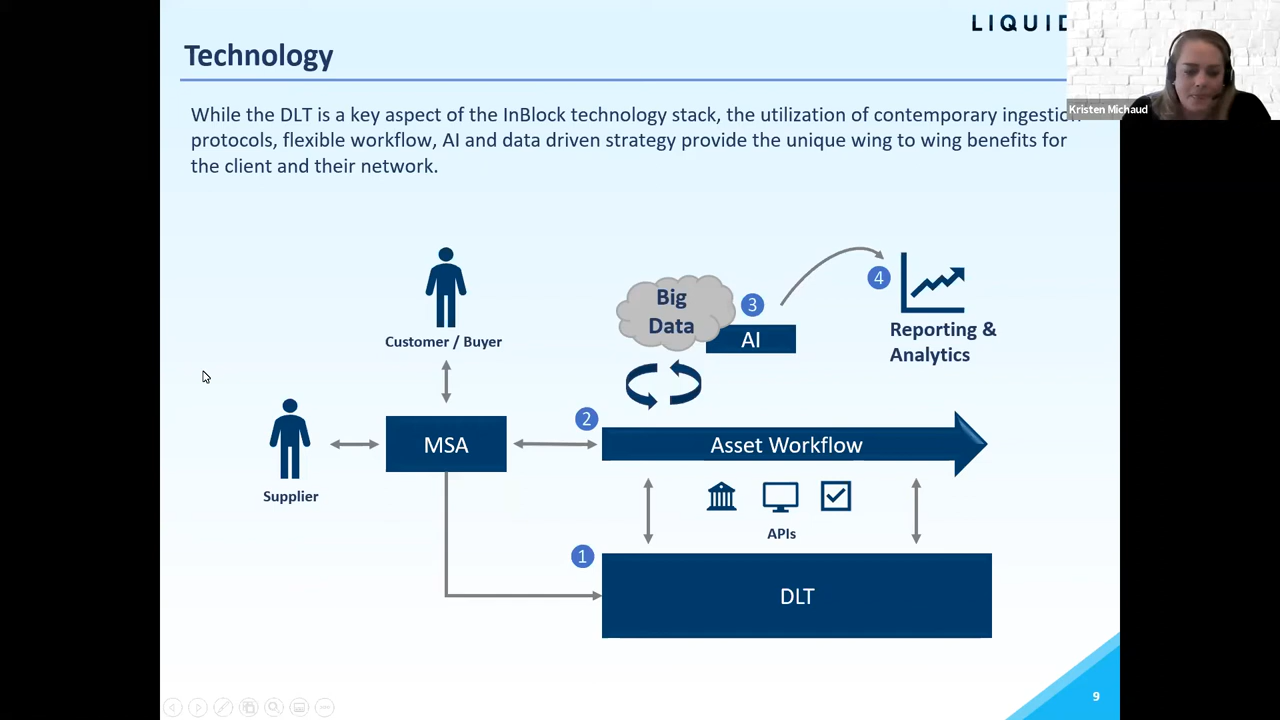 LIQUID
Technology
Kristen Michaud
While the DLT is a key aspect of the InBlock technology stack, the utilization of contemporary ingestion
protocols, flexible workflow, AI and data driven strategy provide the unique wing to wing benefits for
the client and their network.
Big
Data
3
AI
4
Reporting &
Analytics
Customer / Buyer
2
MSA
Asset Workflow
Supplier
APIs
1
DLT
9